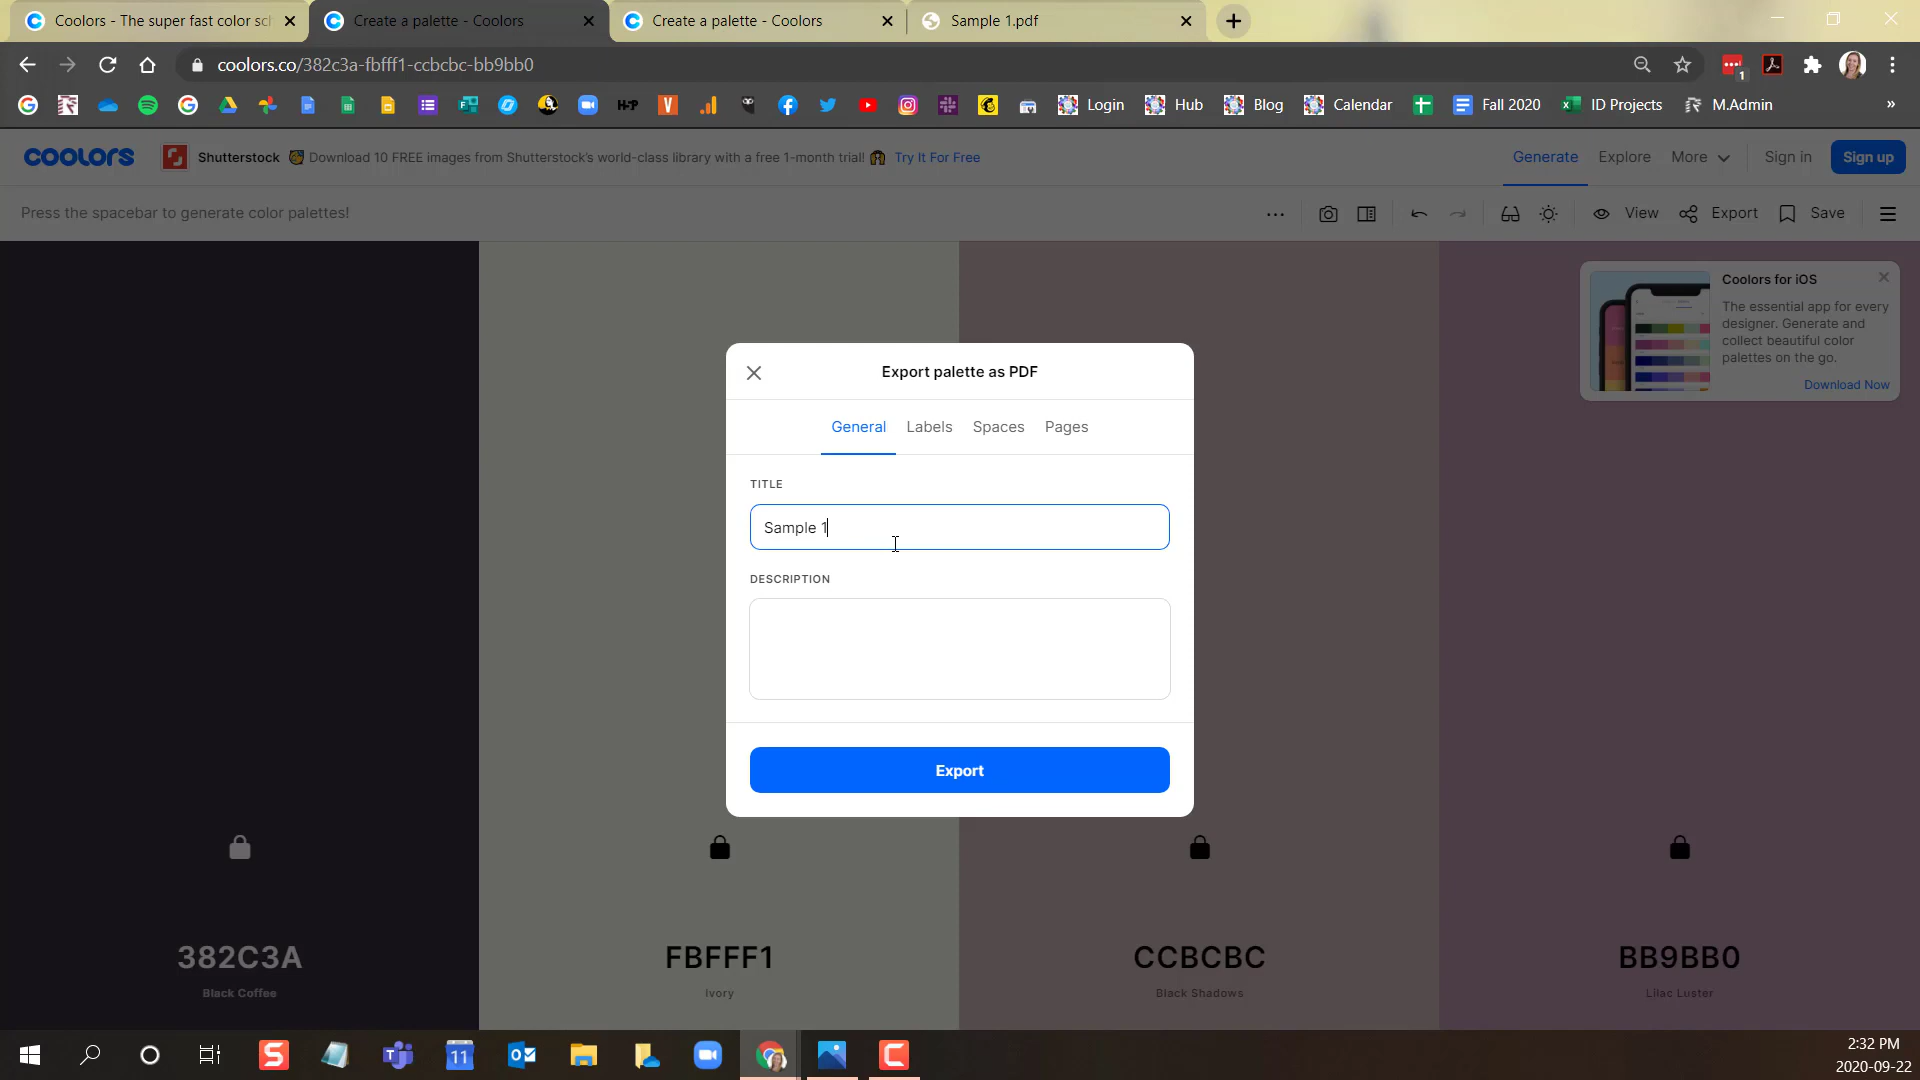 Coolors - The super fast color sch
Create a palette - Coolors
Create a palette - Coolors
Sample 1.pdf
coolors.co/382c3a-fbfff1-ccbcbc-bb9bb0
1
H5P
Login
Hub
Blog
Calendar
Fall 2020
ID Projects
M.Admin
»
coolors
Shutterstock
Download 10 FREE images from Shutterstock's world-class library with a free 1-month trial!
Try It For Free
Generate
Explore
More
Sign in
Sign up
Press the spacebar to generate color palettes!
View
Export
Save
Coolors for iOS
The essential app for every
designer. Generate and
collect beautiful color
palettes on the go.
Download Now
Export palette as PDF
General
Labels
Spaces
Pages
TITLE
Sample 1
DESCRIPTION
Export
382C3A
Black Coffee
FBFFF1
Ivory
CCBCBC
Black Shadows
BB9BB0
Lilac Luster
11
2:32 PM
2020-09-22